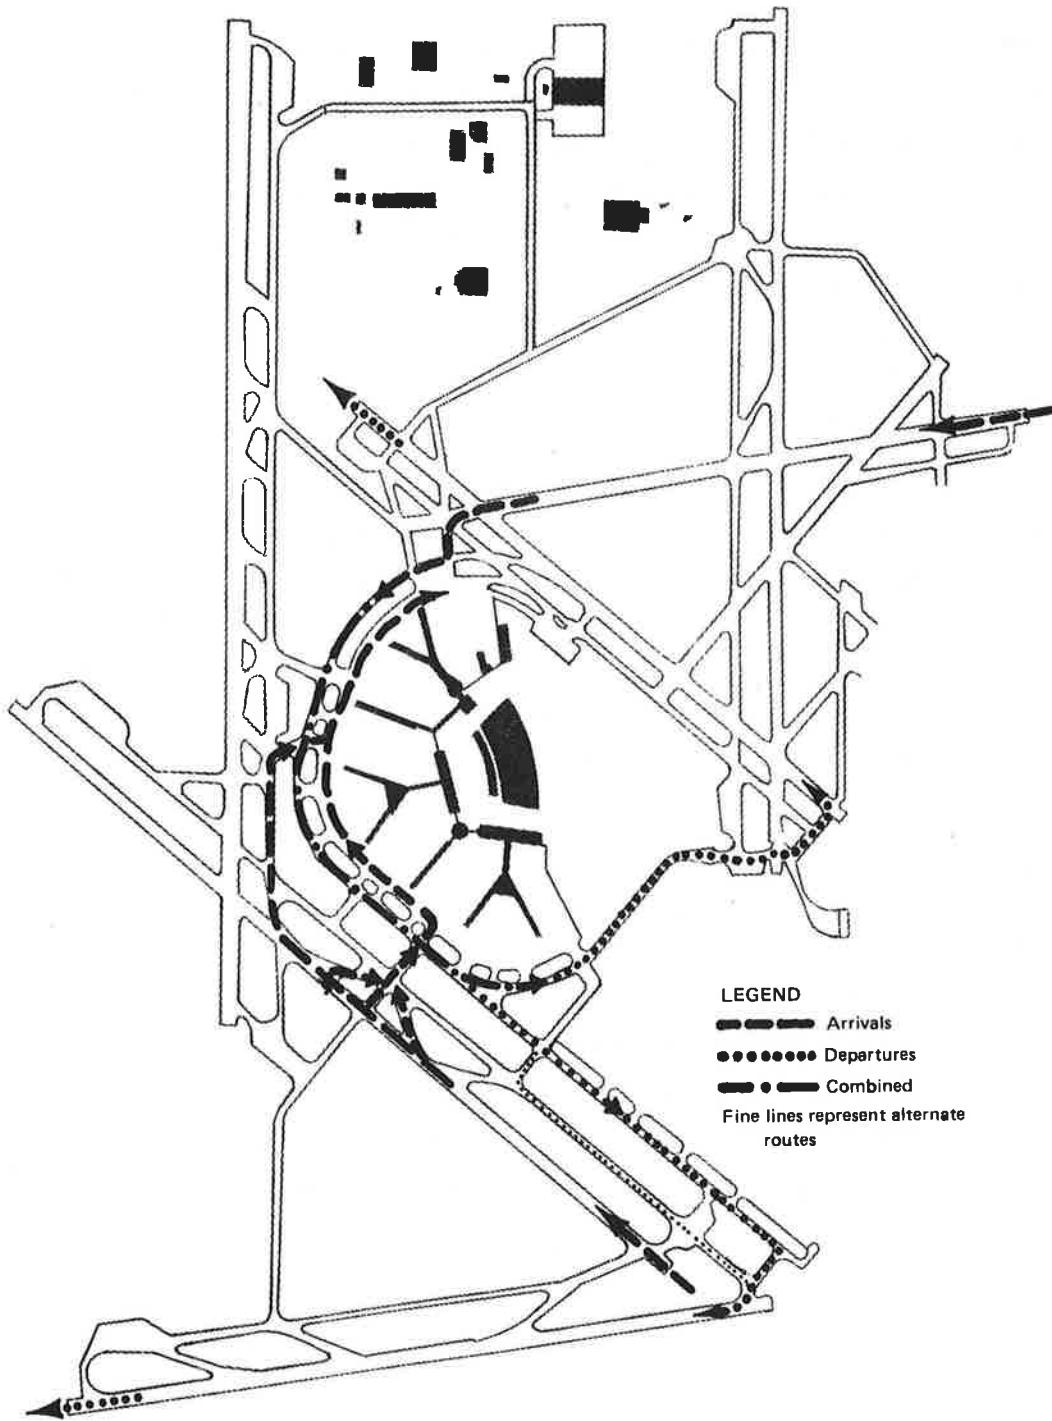 LEGEND
Arrivals
Departures
Combined
Fine lines represent alternate
routes